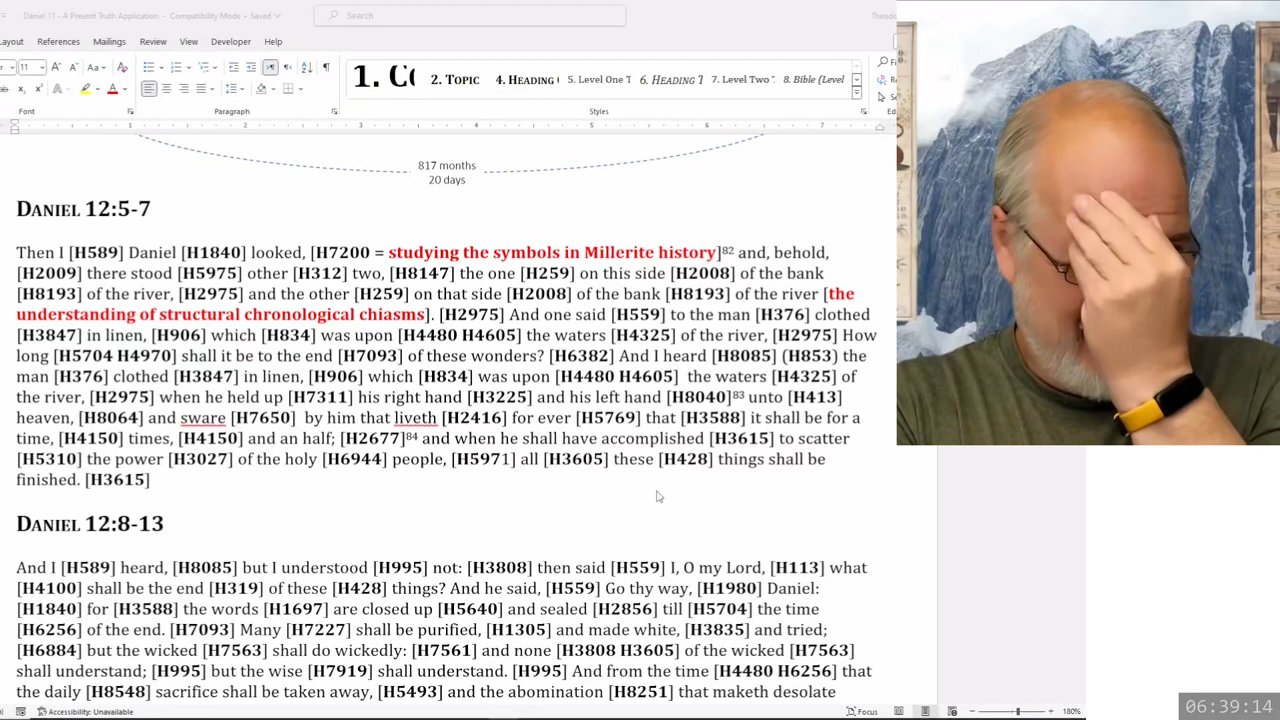 Daniel 11 - A Present Truth Application - Compatibility Mode • Saved
Search
Layout References Mailings Review View Developer Help
11
Aa
1. Co 2. Topic 4. Heading 5. Level One 'I 6. Heading 7. Level Two ' 8. Bible (Level
Font Paragraph Styles
1 2 3 4 5 6 7
817 months
20 days
Daniel 12:5-7
Then I [H589] Daniel [H1840] looked, [H7200 = studying the symbols in Millerite history]82 and, behold,
[H2009] there stood [H5975] other [H312] two, [H8147] the one [H259] on this side [H2008] of the bank
[H8193] of the river, [H2975] and the other [H259] on that side [H2008] of the bank [H8193] of the river [the
understanding of structural chronological chiasms]. [H2975] And one said [H559] to the man [H376] clothed
[H3847] in linen, [H906] which [H834] was upon [H4480 H4605] the waters [H4325] of the river, [H2975] How
long [H5704 H4970] shall it be to the end [H7093] of these wonders? [H6382] And I heard [H8085] (H853) the
man [H376] clothed [H3847] in linen, [H906] which [H834] was upon [H4480 H4605] the waters [H4325] of
the river, [H2975] when he held up [H7311] his right hand [H3225] and his left hand [H8040]83 unto [H413]
heaven, [H8064] and sware [H7650] by him that liveth [H2416] for ever [H5769] that [H3588] it shall be for a
time, [H4150] times, [H4150] and an half; [H2677]84 and when he shall have accomplished [H3615] to scatter
[H5310] the power [H3027] of the holy [H6944] people, [H5971] all [H3605] these [H428] things shall be
finished. [H3615]
Daniel 12:8-13
And I [H589] heard, [H8085] but I understood [H995] not: [H3808] then said [H559] I, O my Lord, [H113] what
[H4100] shall be the end [H319] of these [H428] things? And he said, [H559] Go thy way, [H1980] Daniel:
[H1840] for [H3588] the words [H1697] are closed up [H5640] and sealed [H2856] till [H5704] the time
[H6256] of the end. [H7093] Many [H7227] shall be purified, [H1305] and made white, [H3835] and tried;
[H6884] but the wicked [H7563] shall do wickedly: [H7561] and none [H3808 H3605] of the wicked [H7563]
shall understand; [H995] but the wise [H7919] shall understand. [H995] And from the time [H4480 H6256] that
the daily [H8548] sacrifice shall be taken away, [H5493] and the abomination [H8251] that maketh desolate
Accessibility: Unavailable
Focus
180%
06:39:14